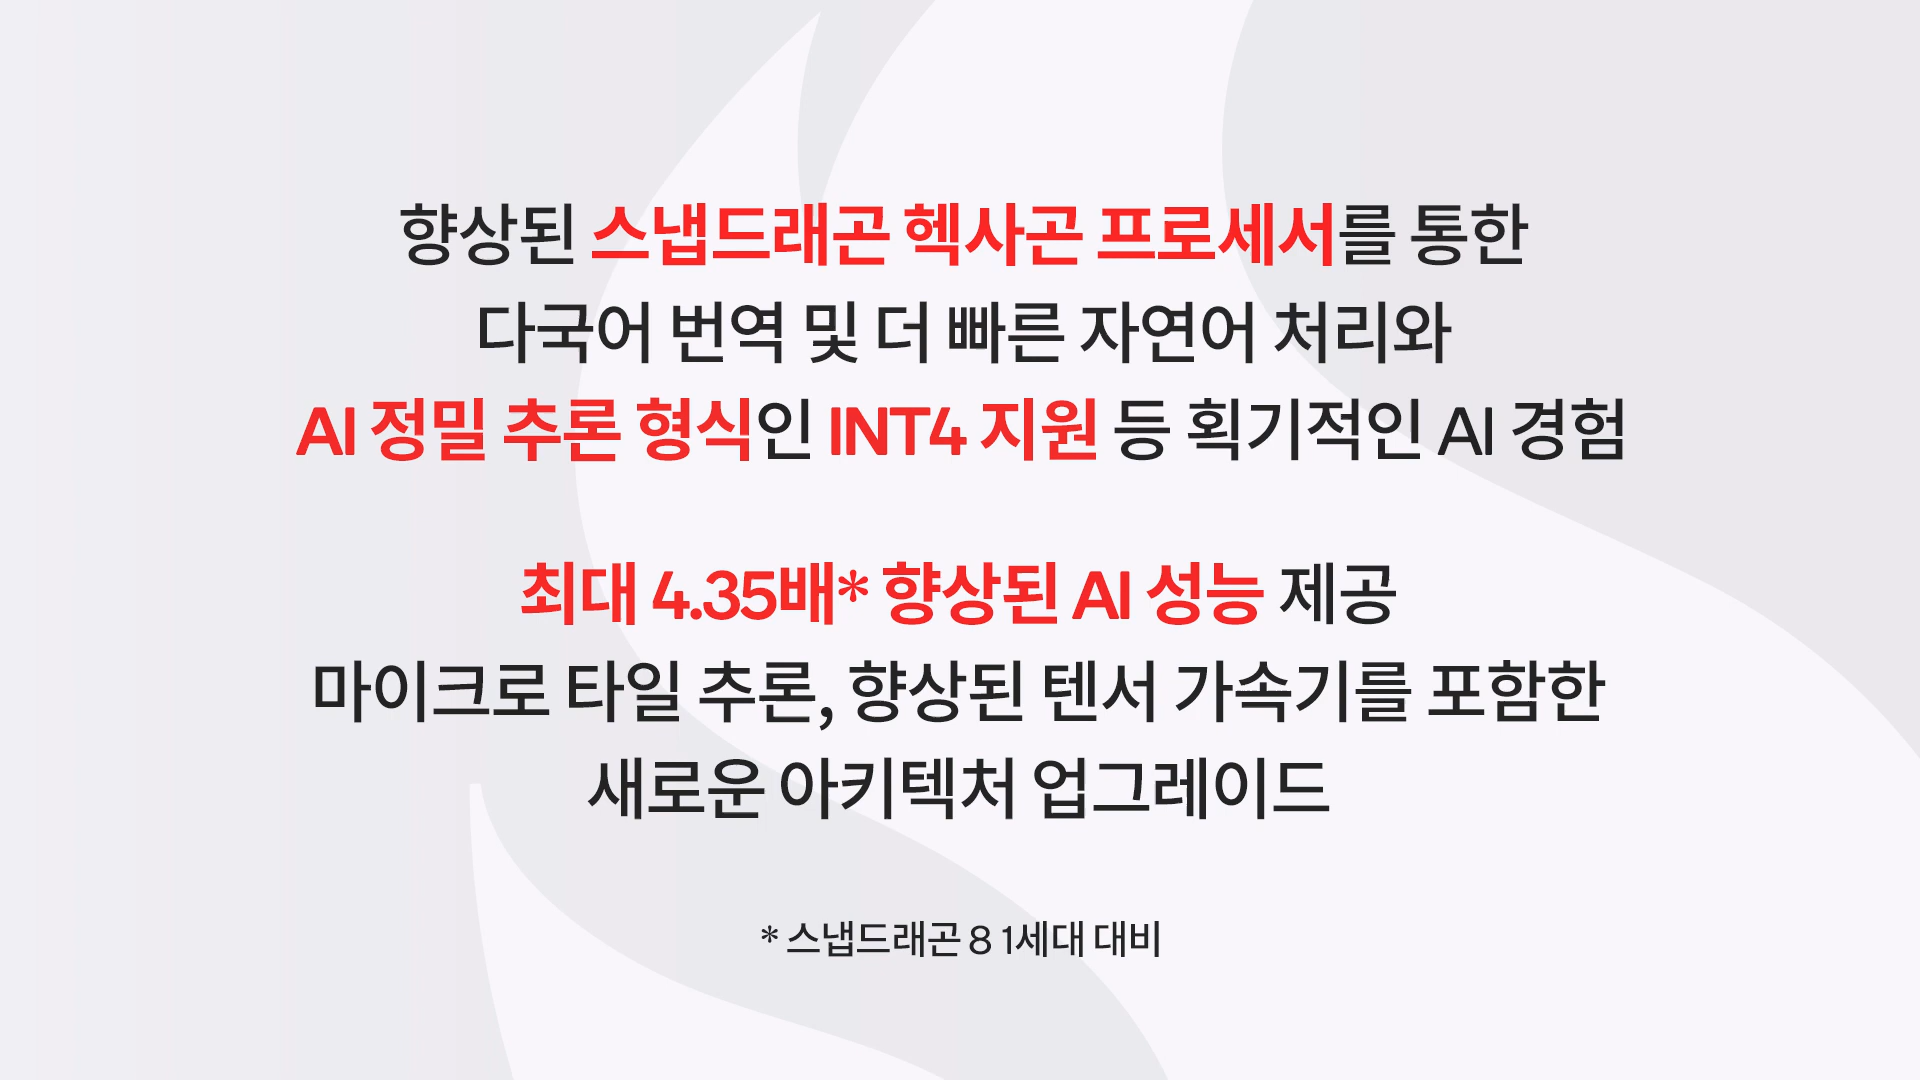 향상된 스냅드래곤 헥사곤 프로세서를 통한
다국어 번역 및 더 빠른 자연어 처리와
AI 정밀 추론 형식인 INT4 지원 등 획기적인 AI 경험
최대 4.35배* 향상된 AI 성능 제공
마이크로 타일 추론, 향상된 텐서 가속기를 포함한
새로운 아키텍처 업그레이드
* 스냅드래곤 8 1세대 대비